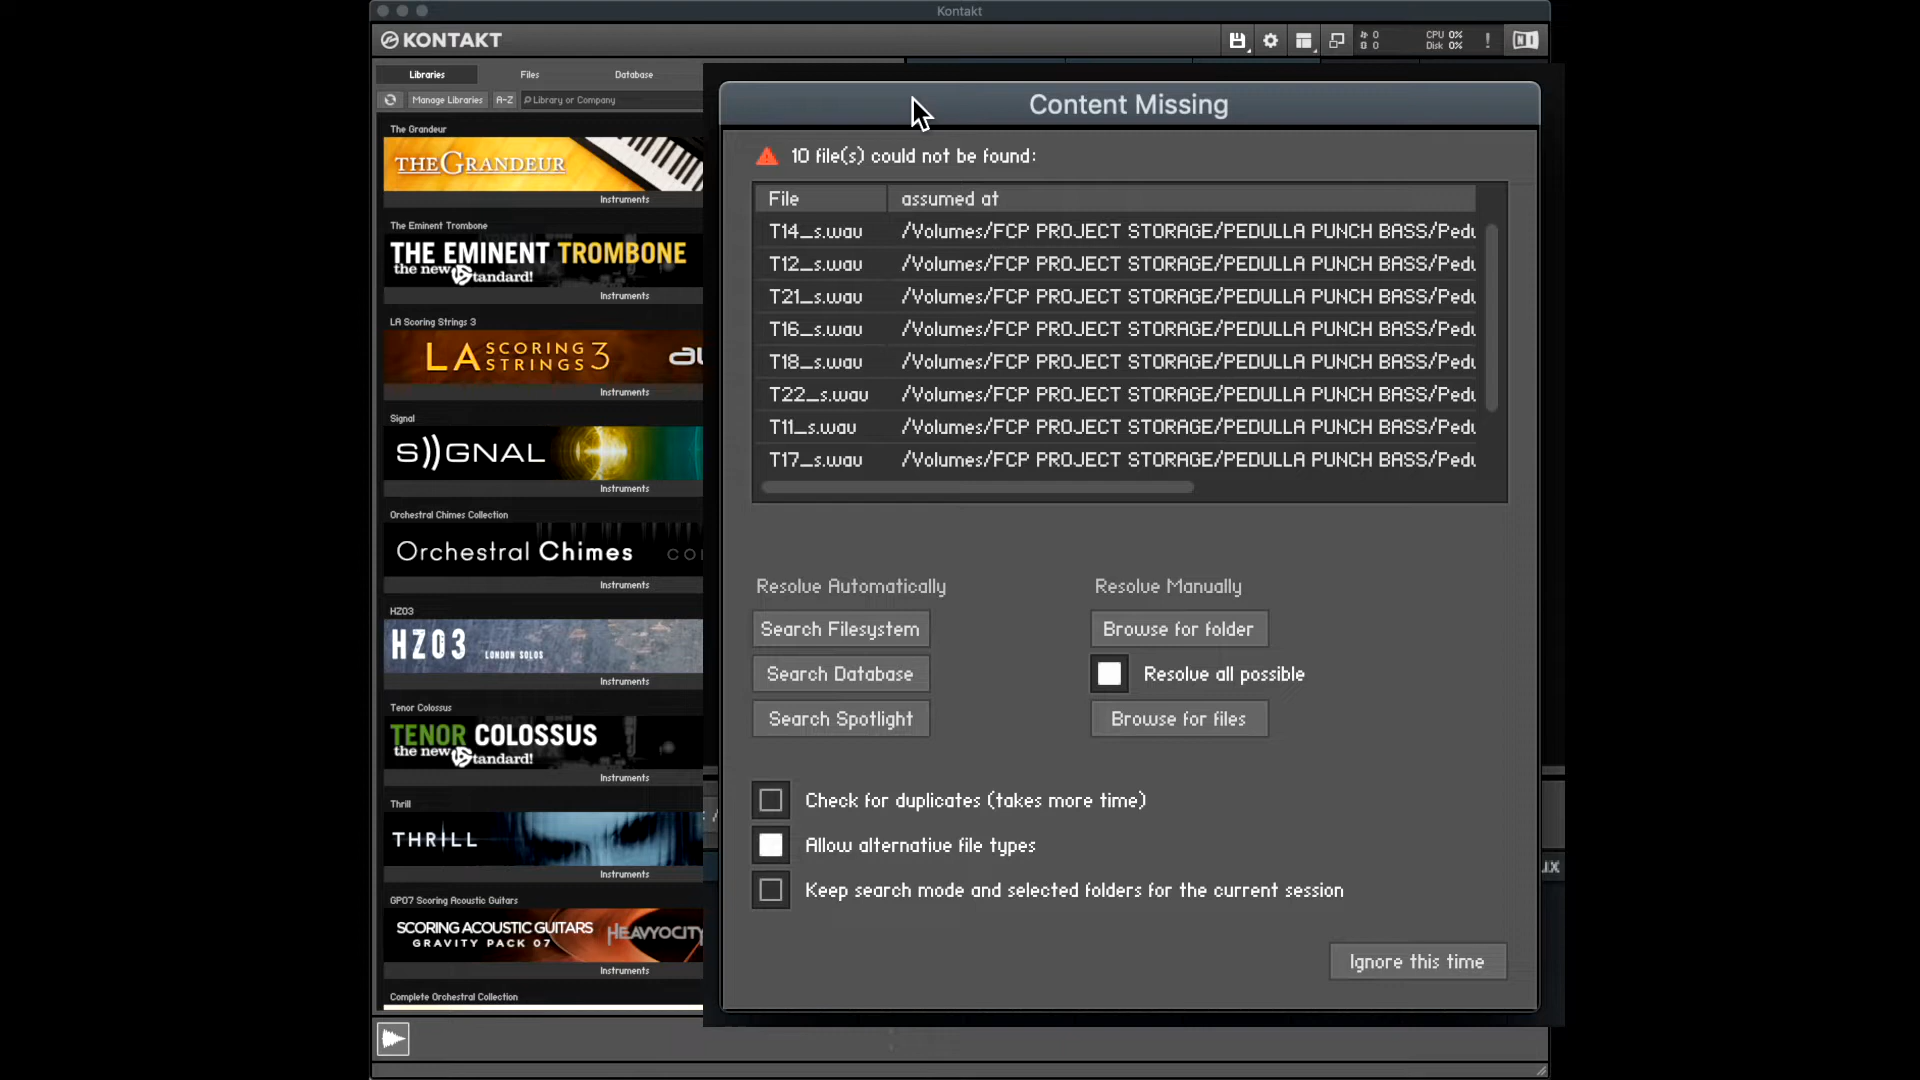 Kontakt
KONTAKT
0
0
CPU 0%
Disk 0%
!
NI
Libraries Files Database
Manage Libraries A-Z Library or Company
The Grandeur
THE GRANDEUR
Instruments
The Eminent Trombone
THE EMINENT TROMBONE
the new standard!
Instruments
LA Scoring Strings 3
LA SCORING STRINGS 3
Instruments
Signal
SIGNAL
Instruments
Orchestral Chimes Collection
Orchestral Chimes CO
Instruments
HZ03
HZ03 LONDON SOLOS
Instruments
Tenor Colossus
TENOR COLOSSUS
the new standard!
Instruments
Thrill
THRILL
Instruments
GP07 Scoring Acoustic Guitars
SCORING ACOUSTIC GUITARS
GRAVITY PACK 07
HEAVYOCITY
Instruments
Complete Orchestral Collection
Content Missing
10 file(s) could not be found:
File assumed at
T14_s.wav /Volumes/FCP PROJECT STORAGE/PEDULLA PUNCH BASS/Pedu
T12_s.wav /Volumes/FCP PROJECT STORAGE/PEDULLA PUNCH BASS/Pedu
T21_s.wav /Volumes/FCP PROJECT STORAGE/PEDULLA PUNCH BASS/Pedu
T16_s.wav /Volumes/FCP PROJECT STORAGE/PEDULLA PUNCH BASS/Pedu
T18_s.wav /Volumes/FCP PROJECT STORAGE/PEDULLA PUNCH BASS/Pedu
T22_s.wav /Volumes/FCP PROJECT STORAGE/PEDULLA PUNCH BASS/Pedu
T11_s.wav /Volumes/FCP PROJECT STORAGE/PEDULLA PUNCH BASS/Pedu
T17_s.wav /Volumes/FCP PROJECT STORAGE/PEDULLA PUNCH BASS/Pedu
Resolve Automatically
Search Filesystem
Search Database
Search Spotlight
Resolve Manually
Browse for folder
Resolve all possible
Browse for files
Check for duplicates (takes more time)
Allow alternative file types
Keep search mode and selected folders for the current session
Ignore this time